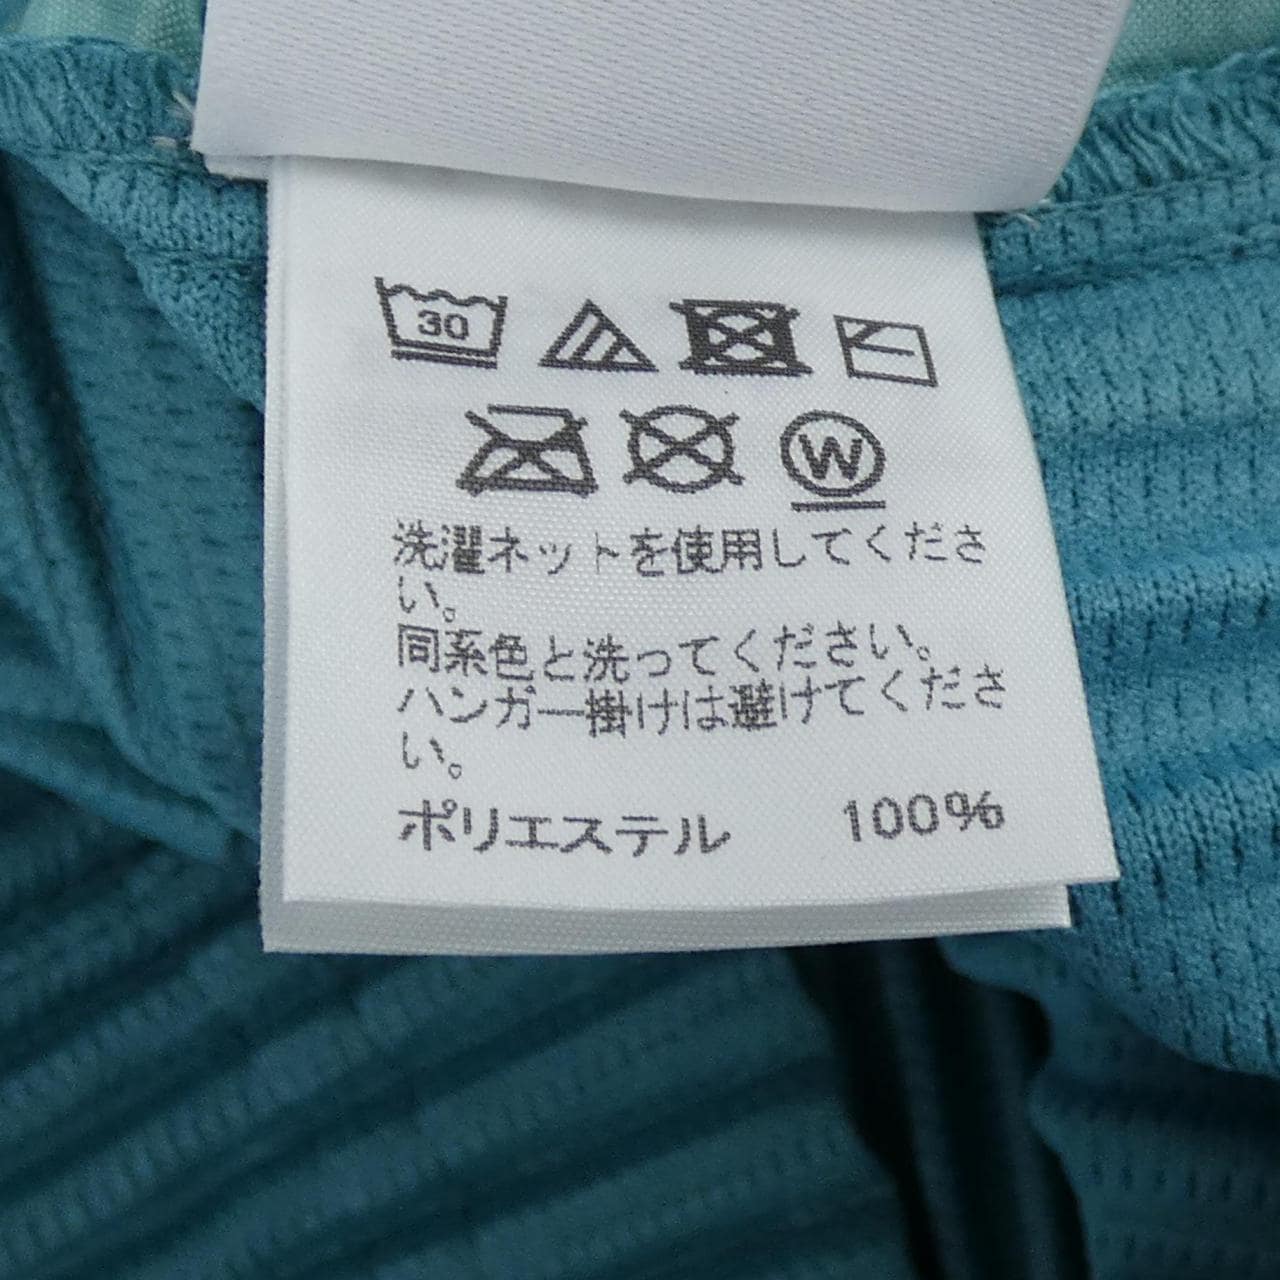 30
W
洗濯ネットを使用してくださ
い。
同系色と洗ってください。
ハンガー掛けは避けてくださ
い。
ポリエステル 100%